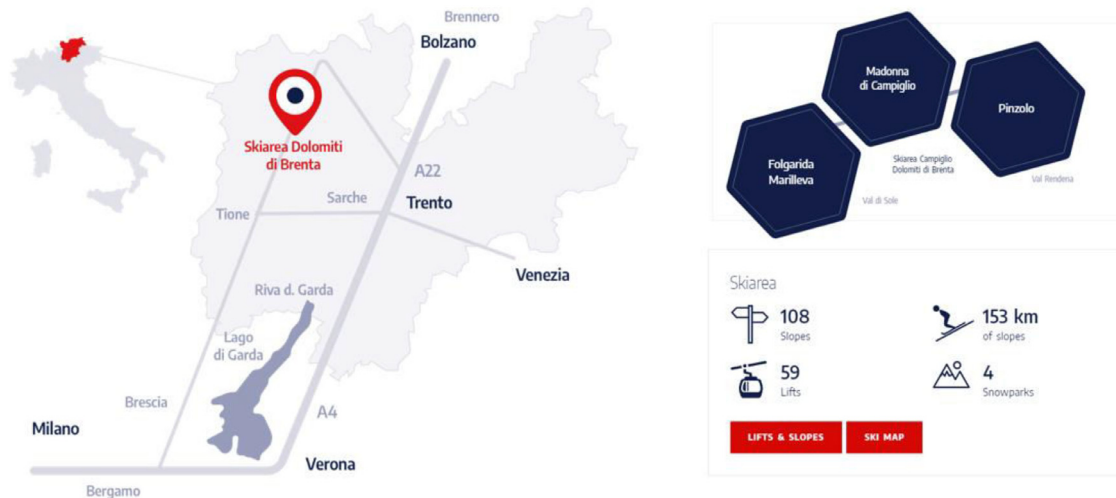 Brennero
Bolzano
Skiarea Dolomiti
di Brenta
A22
Sarche
Trento
Tione
Venezia
Riva d. Garda
Lago
di Garda
Brescia
A4
Milano
Verona
Bergamo
Madonna
di Campiglio
Pinzolo
Folgarida
Marilleva
Skiarea Campiglio
Dolomiti di Brenta
Val Rendena
Val di Sole
Skiarea
108
Slopes
153 km
of slopes
59
Lifts
4
Snowparks
LIFTS & SLOPES
SKI MAP